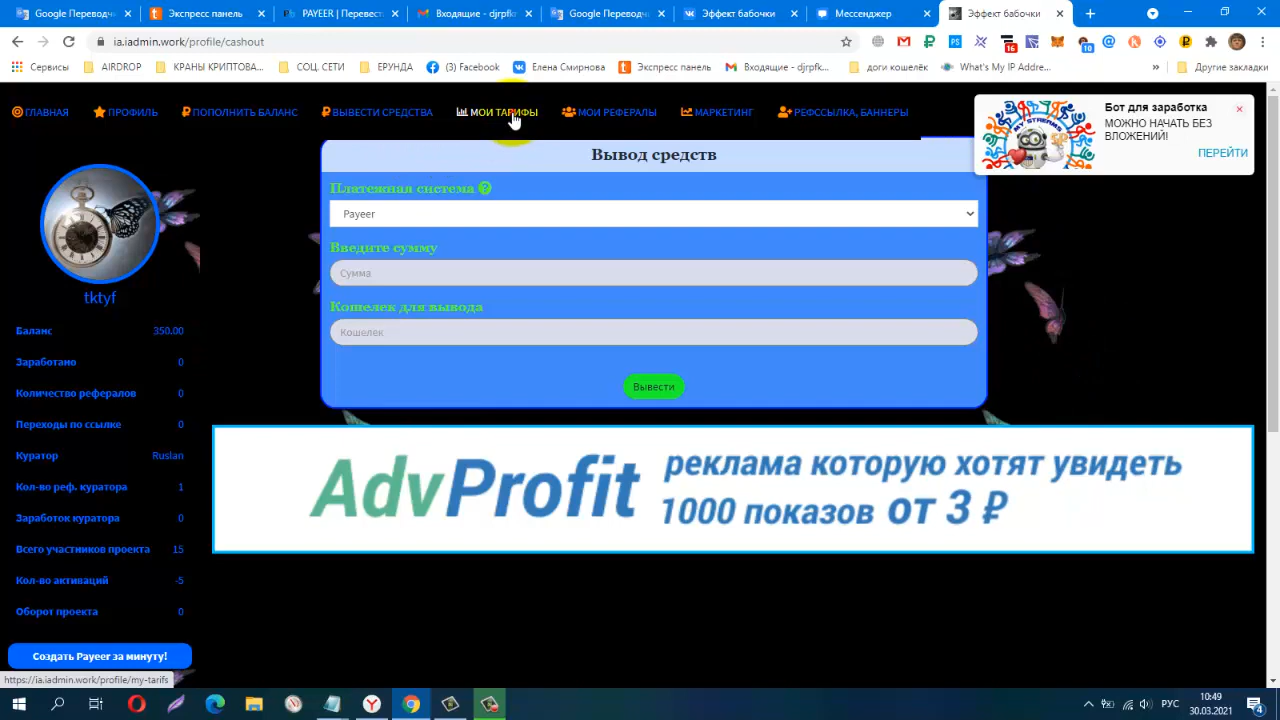 Google Переводч
Экспресс панель
PAYEER | Перевест
Входящие - djrpfkr
Google Переводч
Эффект бабочки
Мессенджер
Эффект бабочки
ia.iadmin.work/profile/cashout
16
10
Сервисы
AIRDROP
КРАНЫ КРИПТОВА...
СОЦ. СЕТИ
ЕРУНДА
(3) Facebook
Елена Смирнова
Экспресс панель
Входящие - djrpfk...
доги кошелёк
What's My IP Addre...
»
Другие закладки
ГЛАВНАЯ
ПРОФИЛЬ
ПОПОЛНИТЬ БАЛАНС
ВЫВЕСТИ СРЕДСТВА
МОИ ТАРИФЫ
МОИ РЕФЕРАЛЫ
МАРКЕТИНГ
РЕФССЫЛКА, БАННЕРЫ
Бот для заработка
МОЖНО НАЧАТЬ БЕЗ
ВЛОЖЕНИЙ!
ПЕРЕЙТИ
MY STREAMS
tktyf
Баланс 350.00
Заработано 0
Количество рефералов 0
Переходы по ссылке 0
Куратор Ruslan
Кол-во реф. куратора 1
Заработок куратора 0
Всего участников проекта 15
Кол-во активаций -5
Оборот проекта 0
Создать Payeer за минуту!
Вывод средств
Платежная система
Payeer
Введите сумму
Сумма
Кошелек для вывода
Кошелек
Вывести
AdvProfit
реклама которую хотят увидеть
1000 показов от 3 ₽
https://ia.iadmin.work/profile/my-tarifs
РУС
10:49
30.03.2021
4